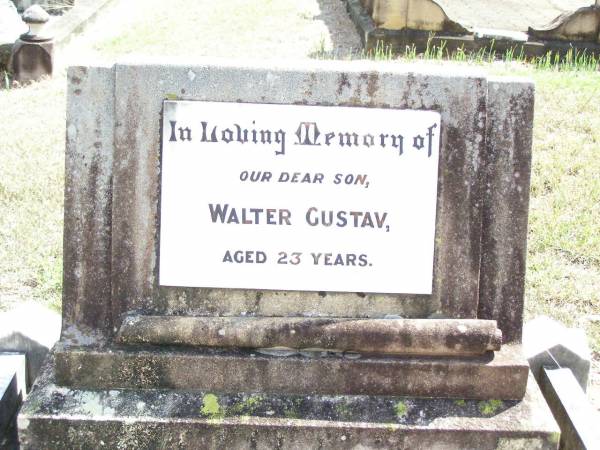 In Loving Memory of
OUR DEAR SON,
WALTER GUSTAV,
AGED 23 YEARS.